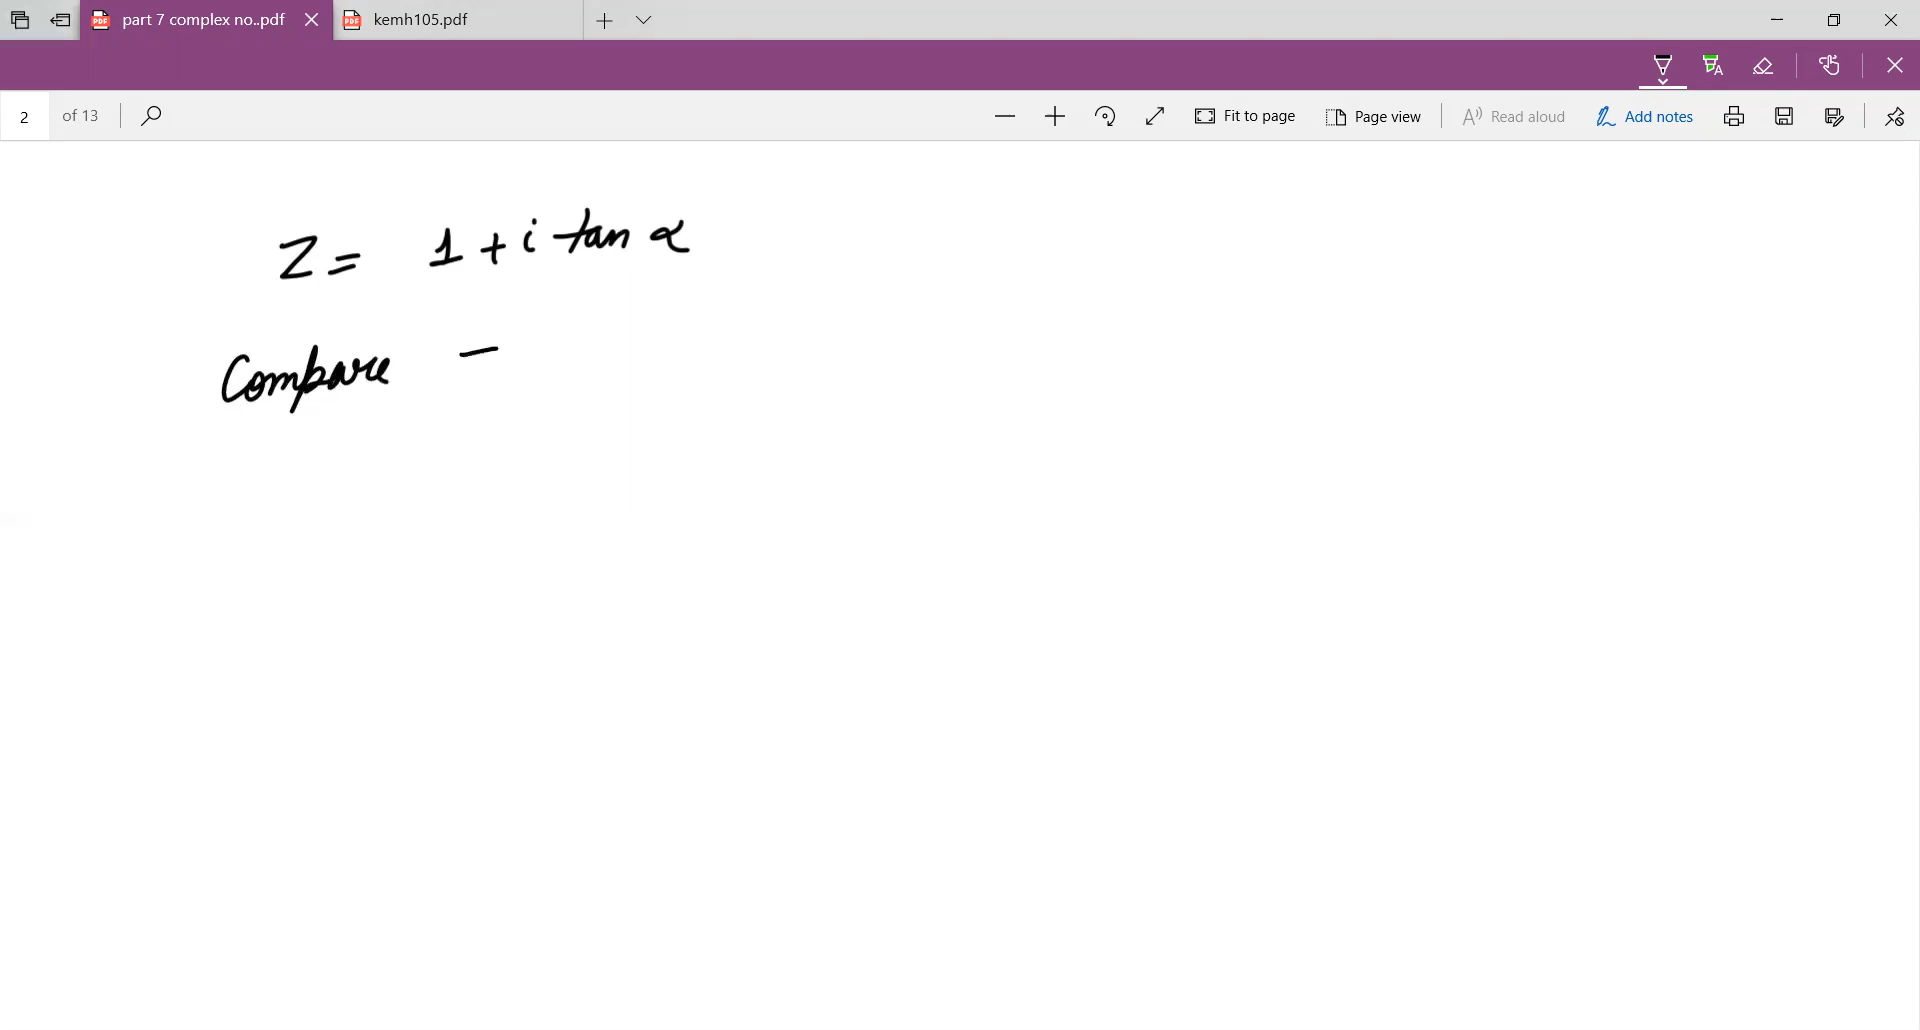 part 7 complex no..pdf
kemh105.pdf
2 of 13
Fit to page
Page view
Read aloud
Add notes
Z = 1 + i tan α
Compare